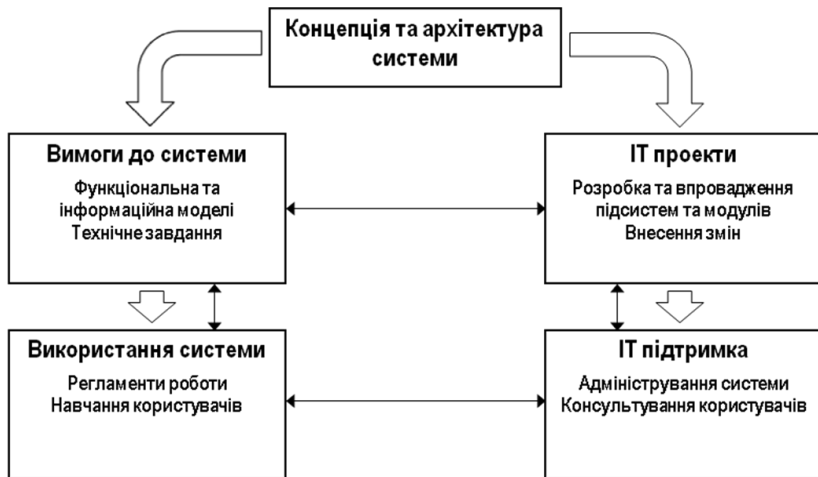 Концепція та архітектура
системи
Вимоги до системи
Функціональна та
інформаційна моделі
Технічне завдання
ІТ проекти
Розробка та впровадження
підсистем та модулів
Внесення змін
Використання системи
Регламенти роботи
Навчання користувачів
ІТ підтримка
Адміністрування системи
Консультування користувачів